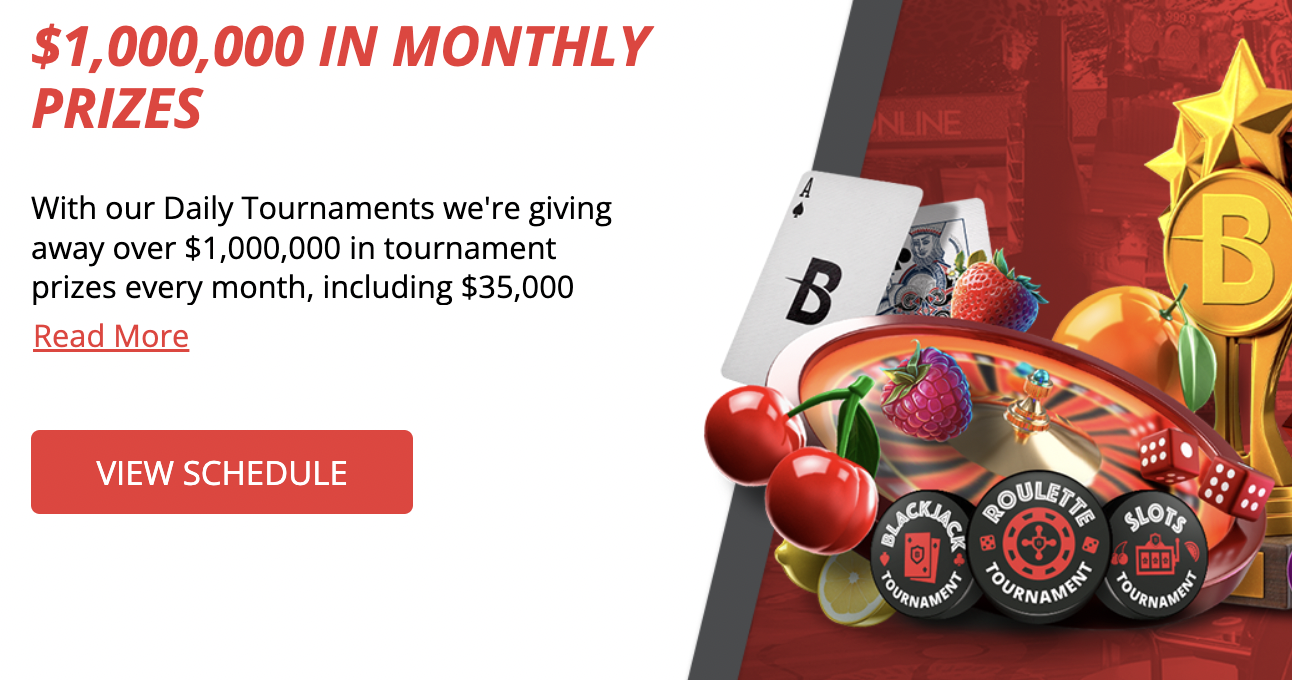 $1,000,000 IN MONTHLY
PRIZES
With our Daily Tournaments we're giving
away over $1,000,000 in tournament
prizes every month, including $35,000
Read More
VIEW SCHEDULE
NLINE
A
B
B
BLACKJACK
TOURNAMENT
ROULETTE
TOURNAMENT
SLOTS
TOURNAMENT